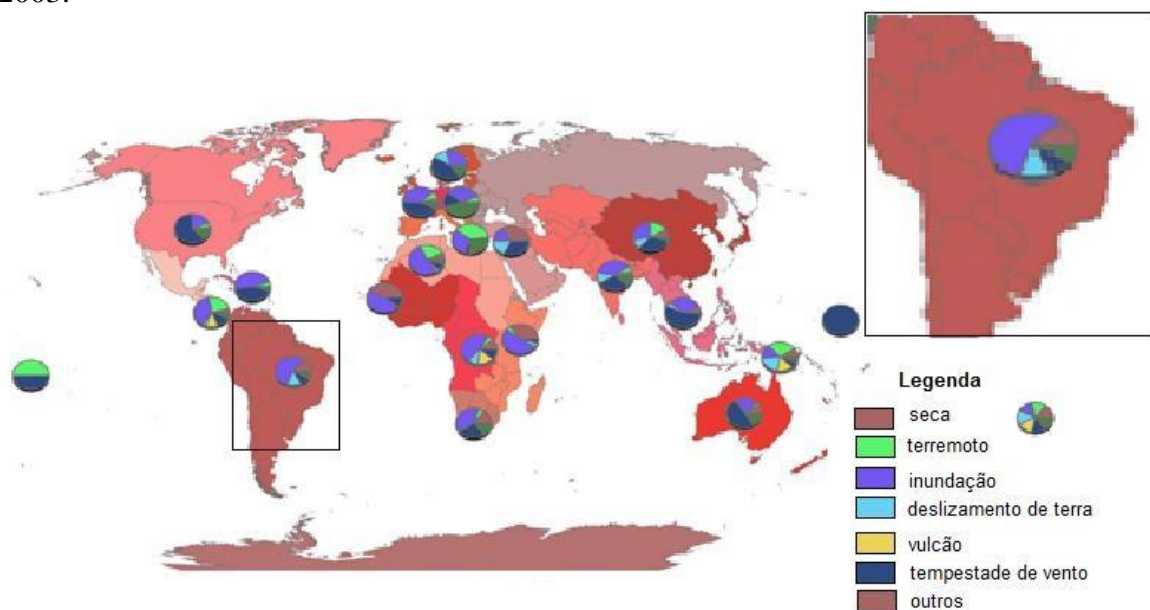 2005.
Legenda
seca
terremoto
inundação
deslizamento de terra
vulcão
tempestade de vento
outros